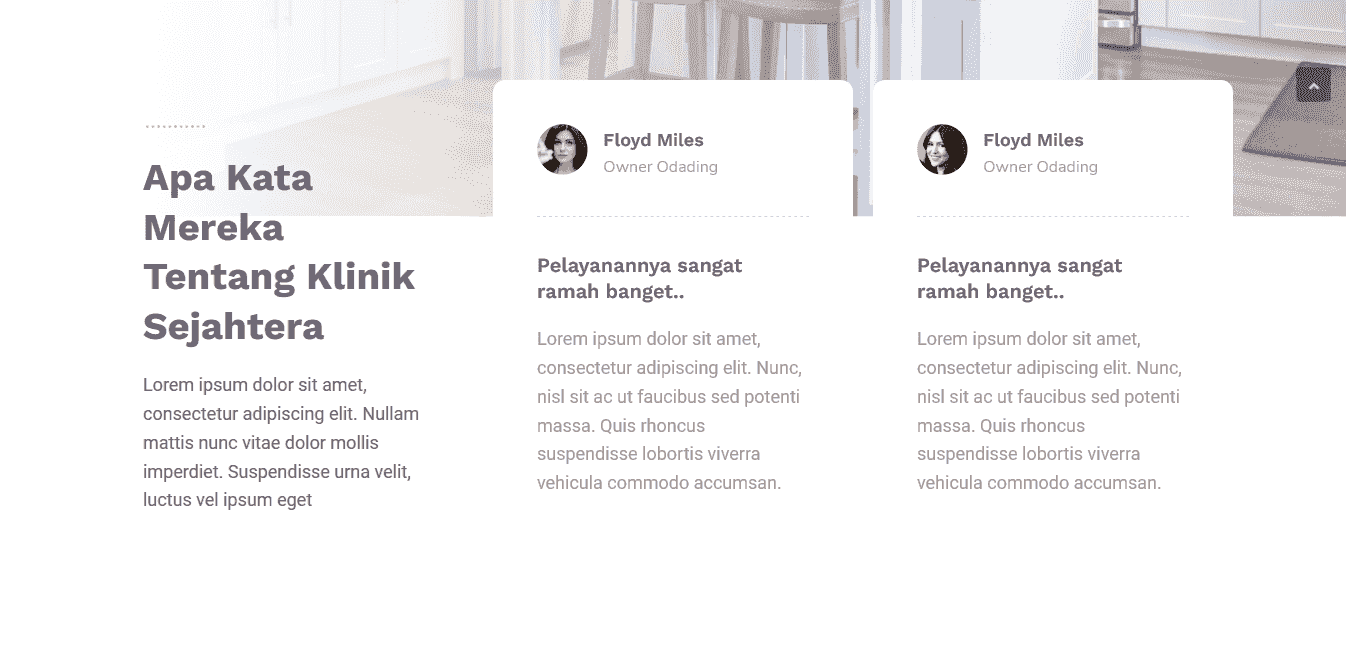 Apa Kata
Mereka
Tentang Klinik
Sejahtera
Lorem ipsum dolor sit amet,
consectetur adipiscing elit. Nullam
mattis nunc vitae dolor mollis
imperdiet. Suspendisse urna velit,
luctus vel ipsum eget
Floyd Miles
Owner Odading
Pelayanannya sangat
ramah banget..
Lorem ipsum dolor sit amet,
consectetur adipiscing elit. Nunc,
nisl sit ac ut faucibus sed potenti
massa. Quis rhoncus
suspendisse lobortis viverra
vehicula commodo accumsan.
Floyd Miles
Owner Odading
Pelayanannya sangat
ramah banget..
Lorem ipsum dolor sit amet,
consectetur adipiscing elit. Nunc,
nisl sit ac ut faucibus sed potenti
massa. Quis rhoncus
suspendisse lobortis viverra
vehicula commodo accumsan.